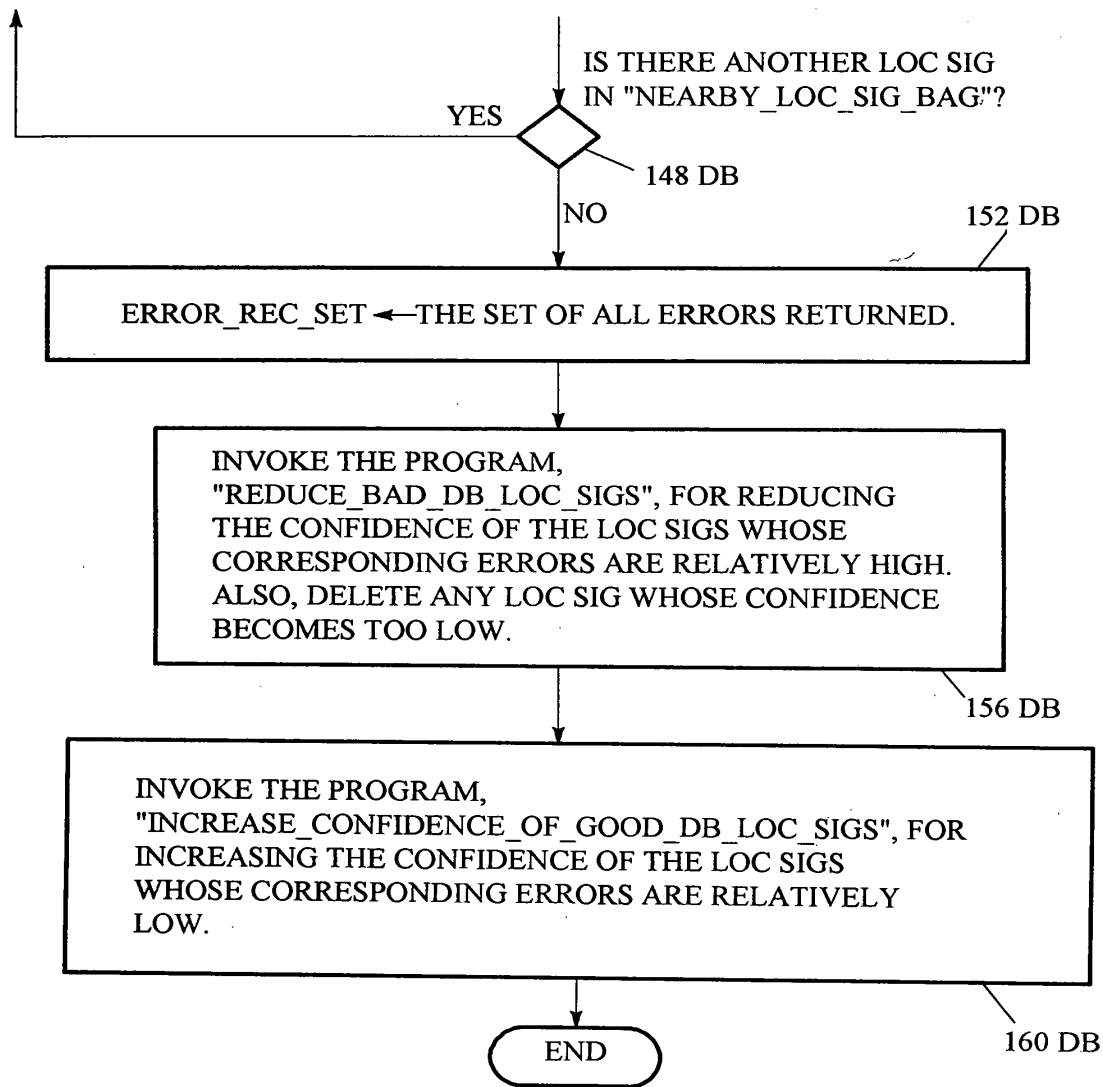 IS THERE ANOTHER LOC SIG
IN "NEARBY_LOC_SIG_BAG"?
YES
148 DB
NO
152 DB
ERROR_REC_SET ← THE SET OF ALL ERRORS RETURNED.
INVOKE THE PROGRAM,
"REDUCE_BAD_DB_LOC_SIGS", FOR REDUCING
THE CONFIDENCE OF THE LOC SIGS WHOSE
CORRESPONDING ERRORS ARE RELATIVELY HIGH.
ALSO, DELETE ANY LOC SIG WHOSE CONFIDENCE
BECOMES TOO LOW.
156 DB
INVOKE THE PROGRAM,
"INCREASE_CONFIDENCE_OF_GOOD_DB_LOC_SIGS", FOR
INCREASING THE CONFIDENCE OF THE LOC SIGS
WHOSE CORRESPONDING ERRORS ARE RELATIVELY
LOW.
160 DB
END